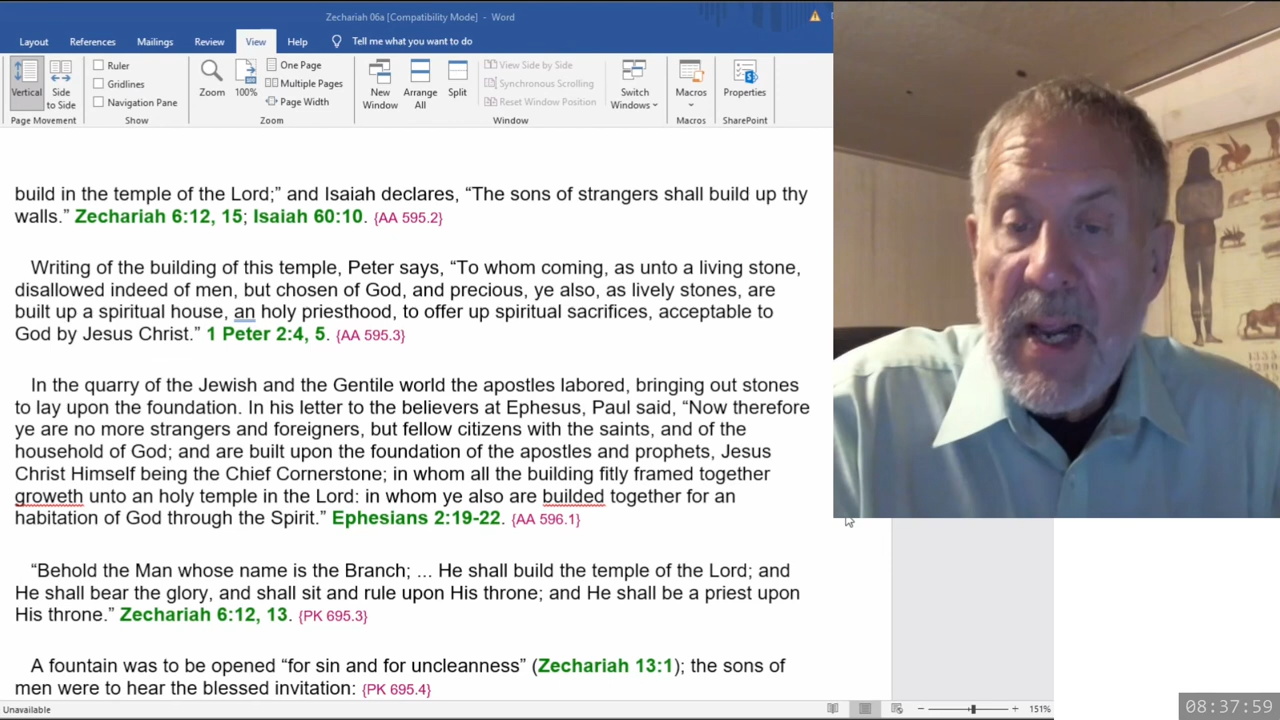 Zechariah 06a [Compatibility Mode] - Word
Layout References Mailings Review View Help Tell me what you want to do
Vertical Side to Side Page Movement
Ruler
Gridlines
Navigation Pane
Show
Zoom 100%
One Page
Multiple Pages
Page Width
Zoom
New Window Arrange All Split
View Side by Side
Synchronous Scrolling
Reset Window Position
Window
Switch Windows
Macros
Macros
Properties
SharePoint
build in the temple of the Lord;” and Isaiah declares, “The sons of strangers shall build up thy
walls.” Zechariah 6:12, 15; Isaiah 60:10. {AA 595.2}
Writing of the building of this temple, Peter says, “To whom coming, as unto a living stone,
disallowed indeed of men, but chosen of God, and precious, ye also, as lively stones, are
built up a spiritual house, an holy priesthood, to offer up spiritual sacrifices, acceptable to
God by Jesus Christ.” 1 Peter 2:4, 5. {AA 595.3}
In the quarry of the Jewish and the Gentile world the apostles labored, bringing out stones
to lay upon the foundation. In his letter to the believers at Ephesus, Paul said, “Now therefore
ye are no more strangers and foreigners, but fellow citizens with the saints, and of the
household of God; and are built upon the foundation of the apostles and prophets, Jesus
Christ Himself being the Chief Cornerstone; in whom all the building fitly framed together
groweth unto an holy temple in the Lord: in whom ye also are builded together for an
habitation of God through the Spirit.” Ephesians 2:19-22. {AA 596.1}
“Behold the Man whose name is the Branch; ... He shall build the temple of the Lord; and
He shall bear the glory, and shall sit and rule upon His throne; and He shall be a priest upon
His throne.” Zechariah 6:12, 13. {PK 695.3}
A fountain was to be opened “for sin and for uncleanness” (Zechariah 13:1); the sons of
men were to hear the blessed invitation: {PK 695.4}
Unavailable
151%
08:37:59